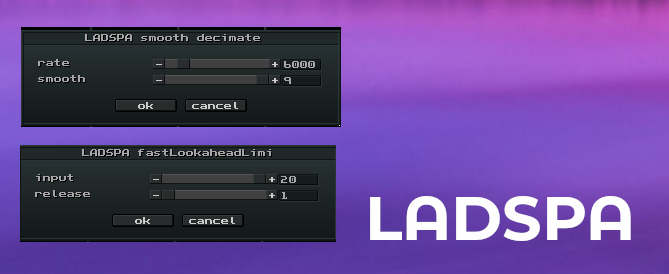 LADSPA smooth decimate
rate - + 6000
smooth - + 9
ok cancel
LADSPA fastLookaheadLimi
input - + 20
release - + 1
ok cancel
LADSPA